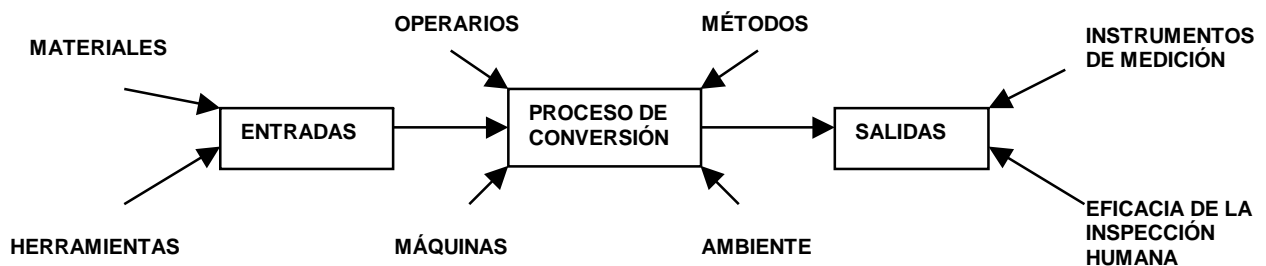 OPERARIOS
MÉTODOS
MATERIALES
INSTRUMENTOS
DE MEDICIÓN
ENTRADAS
PROCESO DE
CONVERSIÓN
SALIDAS
HERRAMIENTAS
MÁQUINAS
AMBIENTE
EFICACIA DE LA
INSPECCIÓN
HUMANA